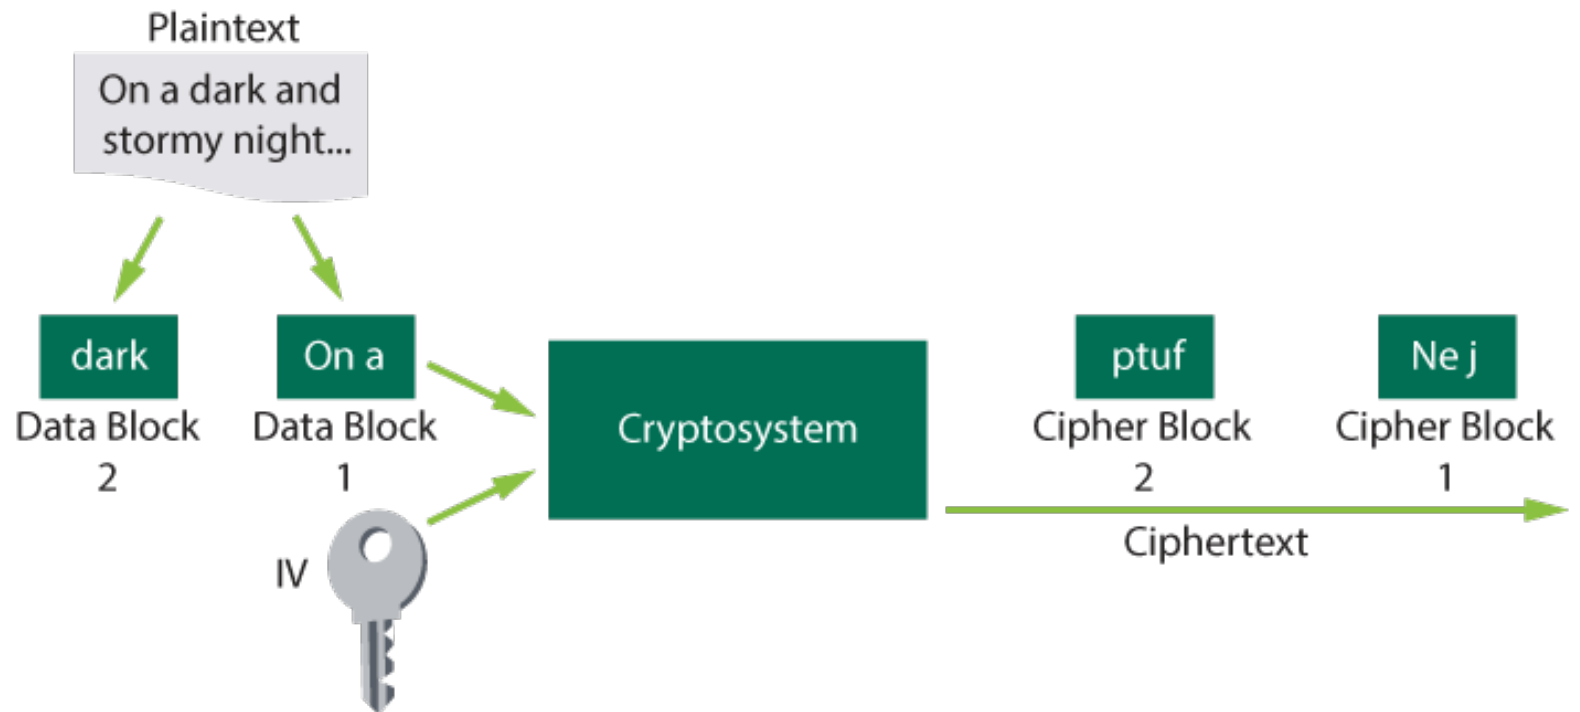 Plaintext
On a dark and
stormy night...
dark
Data Block
2
On a
Data Block
1
IV
Cryptosystem
ptuf
Cipher Block
2
Ne j
Cipher Block
1
Ciphertext